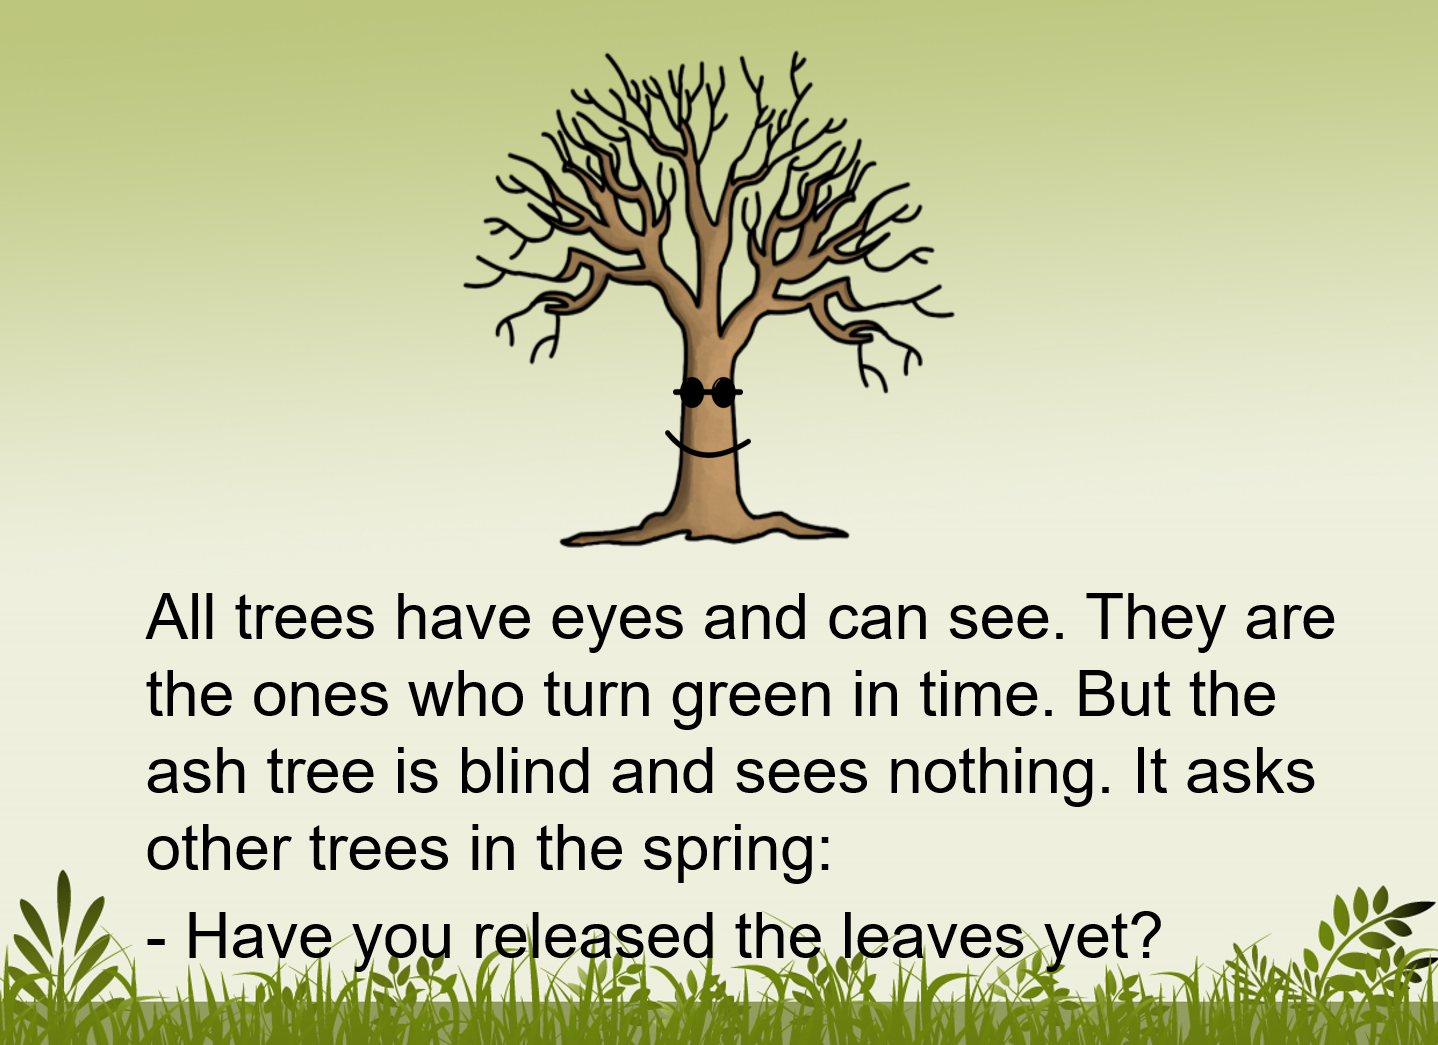 All trees have eyes and can see. They are
the ones who turn green in time. But the
ash tree is blind and sees nothing. It asks
other trees in the spring:
- Have you released the leaves yet?